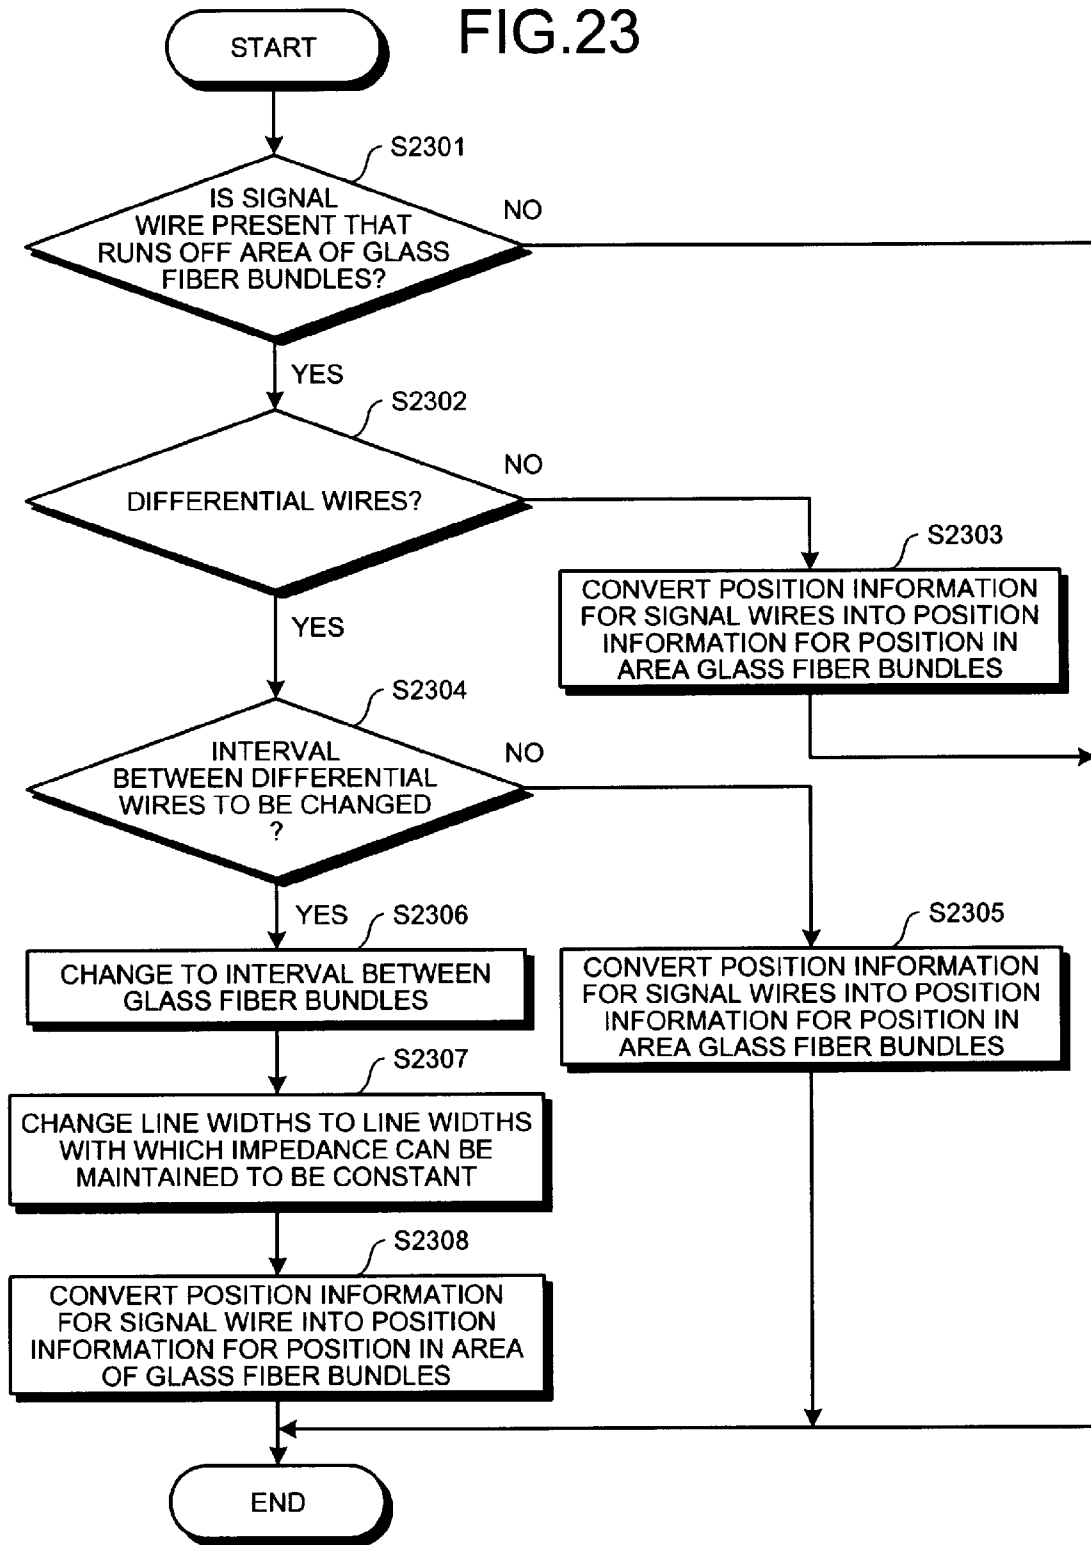 FIG.23
START
S2301
IS SIGNAL
WIRE PRESENT THAT
RUNS OFF AREA OF GLASS
FIBER BUNDLES?
NO
YES
S2302
DIFFERENTIAL WIRES?
NO
S2303
CONVERT POSITION INFORMATION
FOR SIGNAL WIRES INTO POSITION
INFORMATION FOR POSITION IN
AREA GLASS FIBER BUNDLES
YES
S2304
INTERVAL
BETWEEN DIFFERENTIAL
WIRES TO BE CHANGED
?
NO
S2305
CONVERT POSITION INFORMATION
FOR SIGNAL WIRES INTO POSITION
INFORMATION FOR POSITION IN
AREA GLASS FIBER BUNDLES
YES
S2306
CHANGE TO INTERVAL BETWEEN
GLASS FIBER BUNDLES
S2307
CHANGE LINE WIDTHS TO LINE WIDTHS
WITH WHICH IMPEDANCE CAN BE
MAINTAINED TO BE CONSTANT
S2308
CONVERT POSITION INFORMATION
FOR SIGNAL WIRE INTO POSITION
INFORMATION FOR POSITION IN AREA
OF GLASS FIBER BUNDLES
END